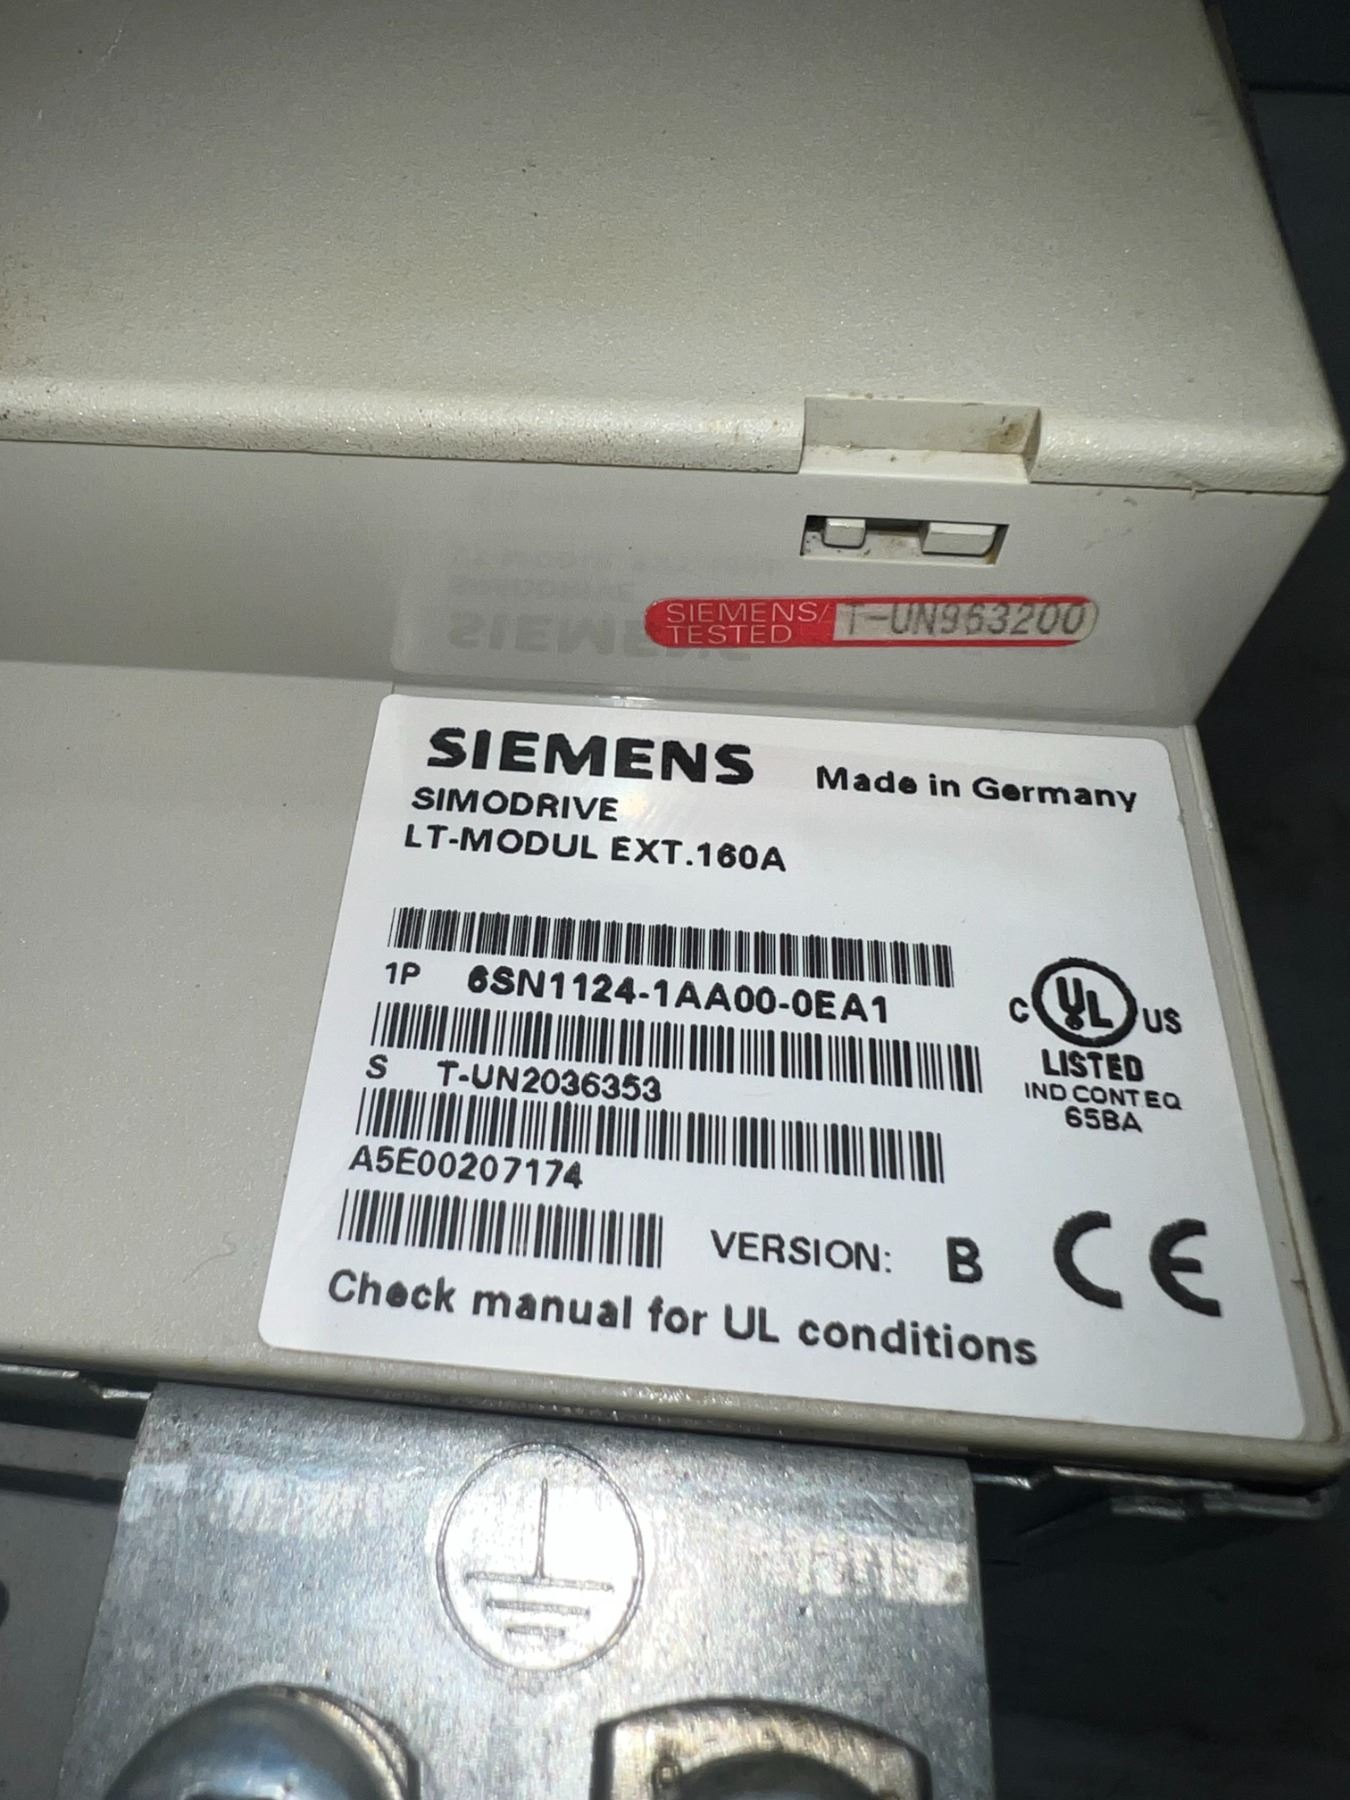 SIEMENS/
TESTED
T-UN963200
SIEMENS
Made in Germany
SIMODRIVE
LT-MODUL EXT.160A
1P 6SN1124-1AA00-0EA1
S T-UN2036353
A5E00207174
C UL US
LISTED
IND.CONT.EQ
65BA
VERSION: B
CE
Check manual for UL conditions